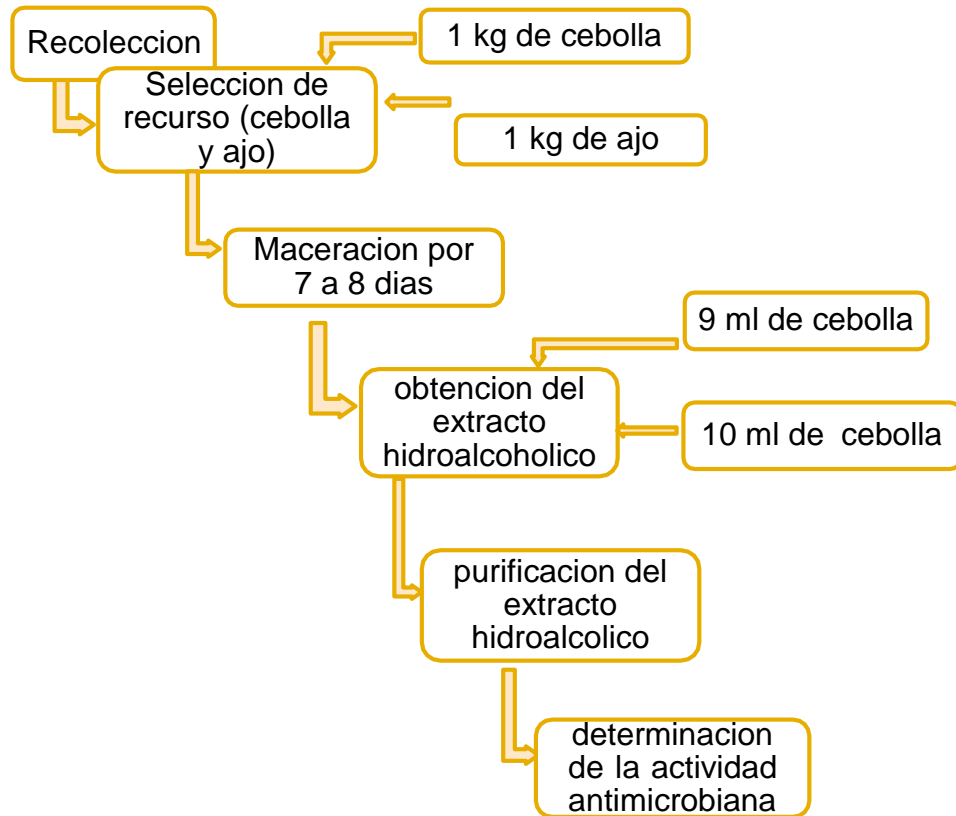 Recoleccion
1 kg de cebolla
Seleccion de
recurso (cebolla
y ajo)
1 kg de ajo
Maceracion por
7 a 8 dias
9 ml de cebolla
obtencion del
extracto
hidroalcoholico
10 ml de cebolla
purificacion del
extracto
hidroalcolico
determinacion
de la actividad
antimicrobiana